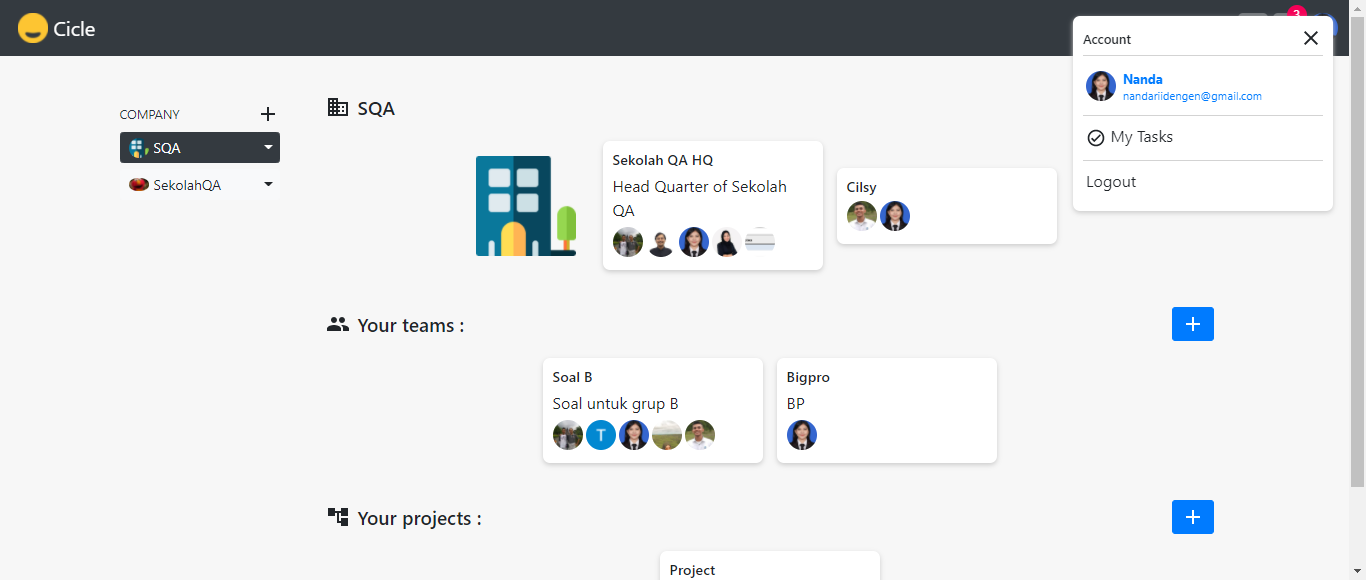 Cicle
3
Account
Nanda
nandariidengen@gmail.com
My Tasks
Logout
COMPANY
SQA
SekolahQA
SQA
Sekolah QA HQ
Head Quarter of Sekolah
QA
Cilsy
Your teams :
Soal B
Soal untuk grup B
T
Bigpro
BP
Your projects :
Project